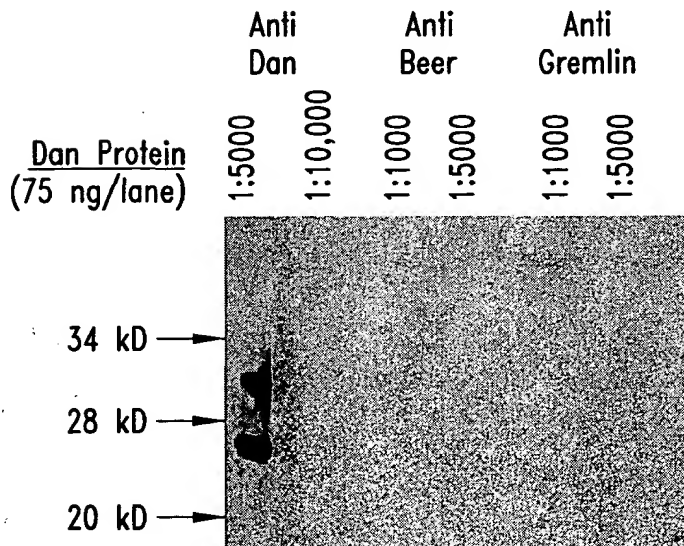 Anti Dan
Anti Beer
Anti Gremlin
Dan Protein
(75 ng/lane)
1:5000
1:10,000
1:1000
1:5000
1:1000
1:5000
34 kD
28 kD
20 kD